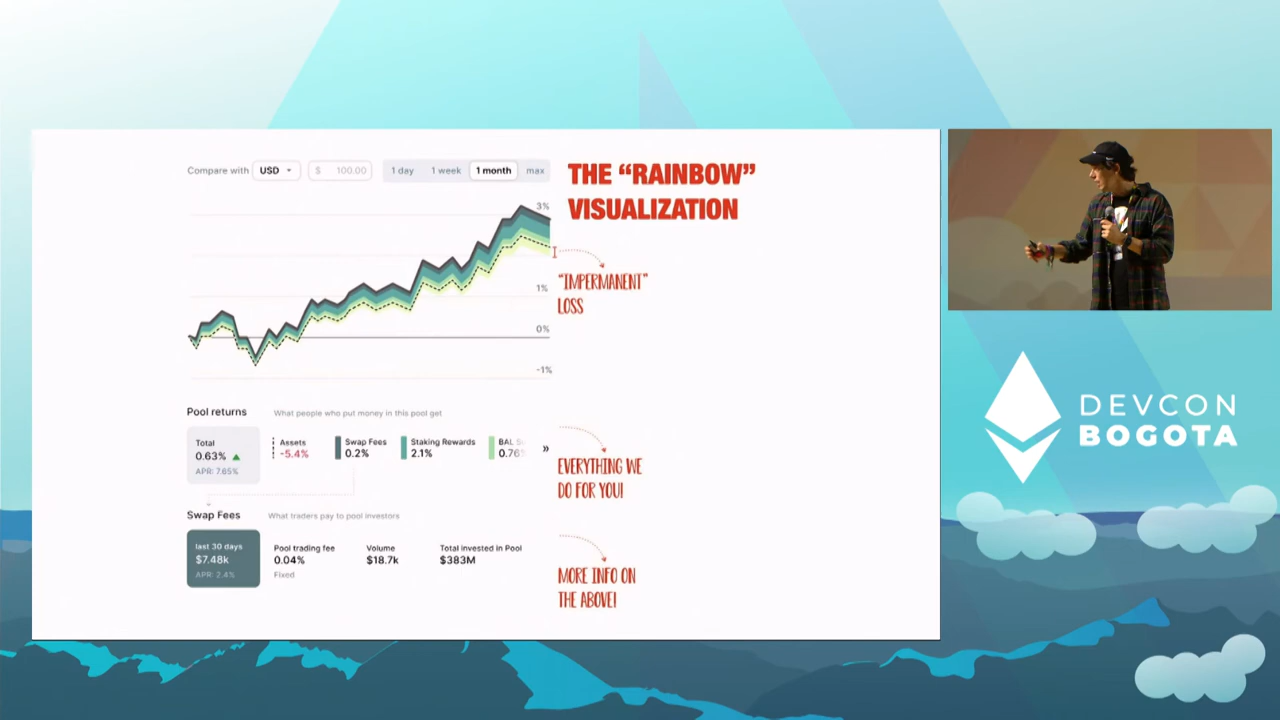 Compare with USD $ 100.00 1 day 1 week 1 month max
THE “RAINBOW”
VISUALIZATION
3%
1%
0%
-1%
“IMPERMANENT”
LOSS
Pool returns What people who put money in this pool get
Total
0.63%
APR: 7.65%
Assets
-5.4%
Swap Fees
0.2%
Staking Rewards
2.1%
BAL
0.76
»
EVERYTHING WE
DO FOR YOU!
Swap Fees What traders pay to pool investors
last 30 days
$7.48k
APR: 2.4%
Pool trading fee
0.04%
Fixed
Volume
$18.7k
Total invested in Pool
$383M
MORE INFO ON
THE ABOVE!
DEVCON
BOGOTA